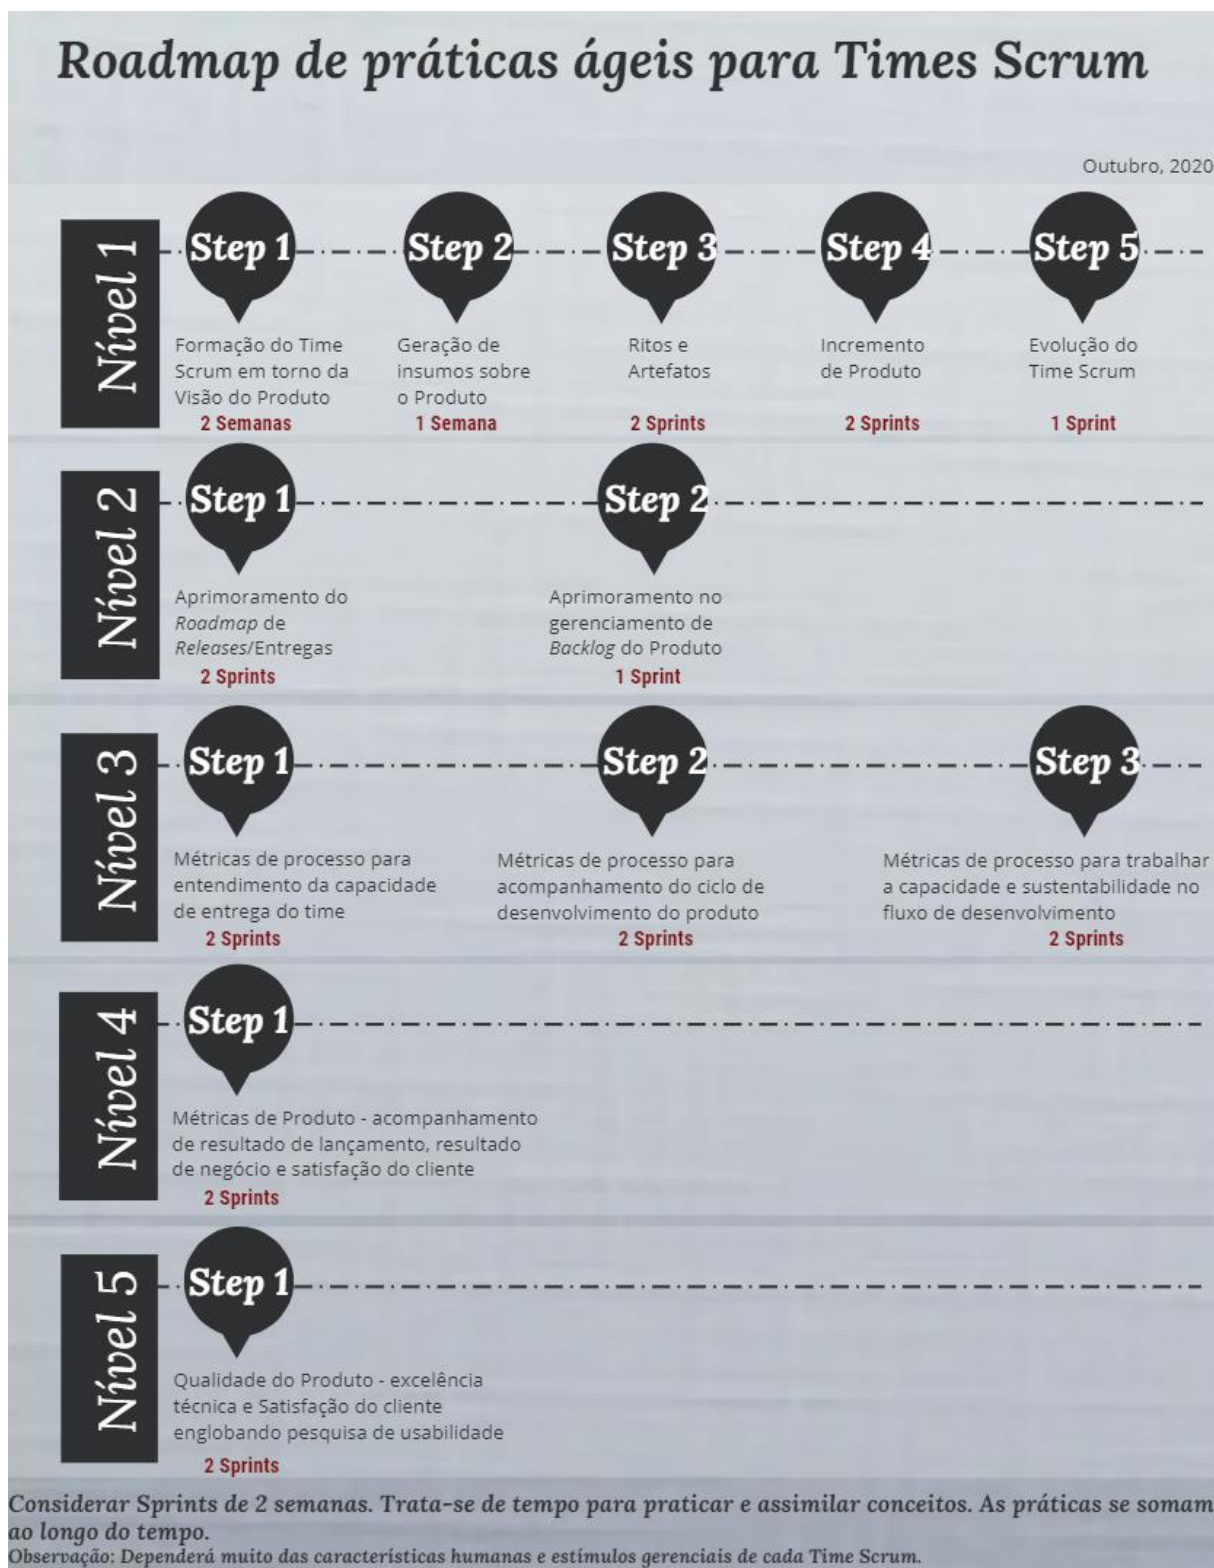 Roadmap de práticas ágeis para Times Scrum
Outubro, 2020
Nível 1
Step 1
Formação do Time
Scrum em torno da
Visão do Produto
2 Semanas
Step 2
Geração de
insumos sobre
o Produto
1 Semana
Step 3
Ritos e
Artefatos
2 Sprints
Step 4
Incremento
de Produto
2 Sprints
Step 5
Evolução do
Time Scrum
1 Sprint
Nível 2
Step 1
Aprimoramento do
Roadmap de
Releases/Entregas
2 Sprints
Step 2
Aprimoramento no
gerenciamento de
Backlog do Produto
1 Sprint
Nível 3
Step 1
Métricas de processo para
entendimento da capacidade
de entrega do time
2 Sprints
Step 2
Métricas de processo para
acompanhamento do ciclo de
desenvolvimento do produto
2 Sprints
Step 3
Métricas de processo para trabalhar
a capacidade e sustentabilidade no
fluxo de desenvolvimento
2 Sprints
Nível 4
Step 1
Métricas de Produto - acompanhamento
de resultado de lançamento, resultado
de negócio e satisfação do cliente
2 Sprints
Nível 5
Step 1
Qualidade do Produto - excelência
técnica e Satisfação do cliente
englobando pesquisa de usabilidade
2 Sprints
Considerar Sprints de 2 semanas. Trata-se de tempo para praticar e assimilar conceitos. As práticas se somam
ao longo do tempo.
Observação: Dependerá muito das características humanas e estímulos gerenciais de cada Time Scrum.